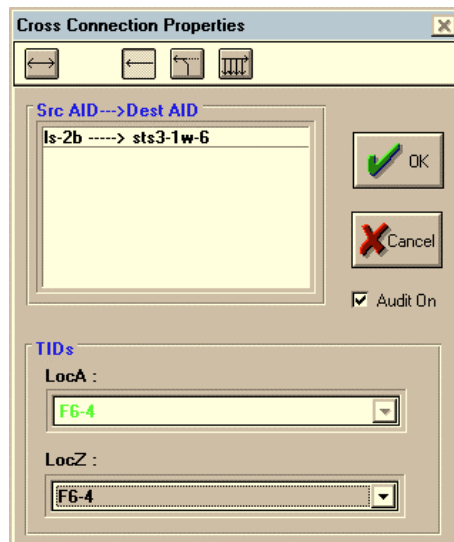 Cross Connection Properties
Src AID--->Dest AID
ls-2b -----> sts3-1w-6
OK
Cancel
Audit On
TIDs
LocA :
F6-4
LocZ :
F6-4